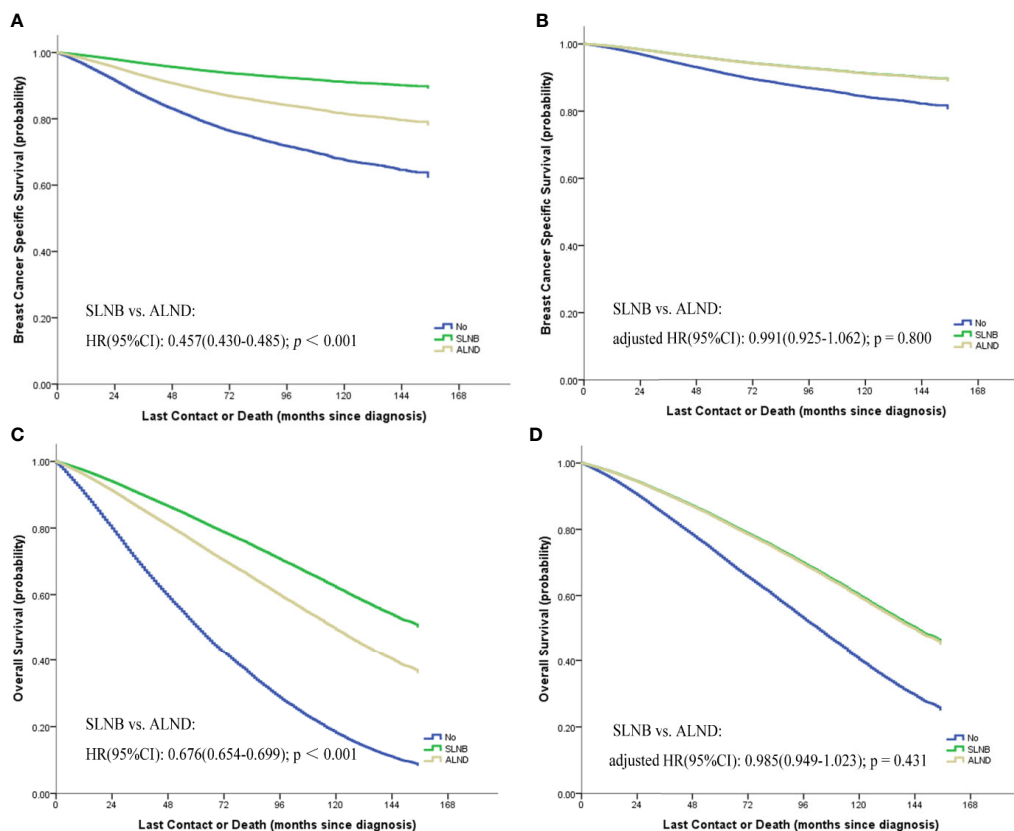 A
Breast Cancer Specific Survival (probability)
1.00
0.80
0.60
0.40
0.20
0.00
SLNB vs. ALND:
HR(95%CI): 0.457(0.430-0.485); p < 0.001
No
SLNB
ALND
0 24 48 72 96 120 144 168
Last Contact or Death (months since diagnosis)
B
Breast Cancer Specific Survival (probability)
1.00
0.80
0.60
0.40
0.20
0.00
SLNB vs. ALND:
adjusted HR(95%CI): 0.991(0.925-1.062); p = 0.800
No
SLNB
ALND
0 24 48 72 96 120 144 168
Last Contact or Death (months since diagnosis)
C
Overall Survival (probability)
1.00
0.80
0.60
0.40
0.20
0.00
SLNB vs. ALND:
HR(95%CI): 0.676(0.654-0.699); p < 0.001
No
SLNB
ALND
0 24 48 72 96 120 144 168
Last Contact or Death (months since diagnosis)
D
Overall Survival (probability)
1.00
0.80
0.60
0.40
0.20
0.00
SLNB vs. ALND:
adjusted HR(95%CI): 0.985(0.949-1.023); p = 0.431
No
SLNB
ALND
0 24 48 72 96 120 144 168
Last Contact or Death (months since diagnosis)